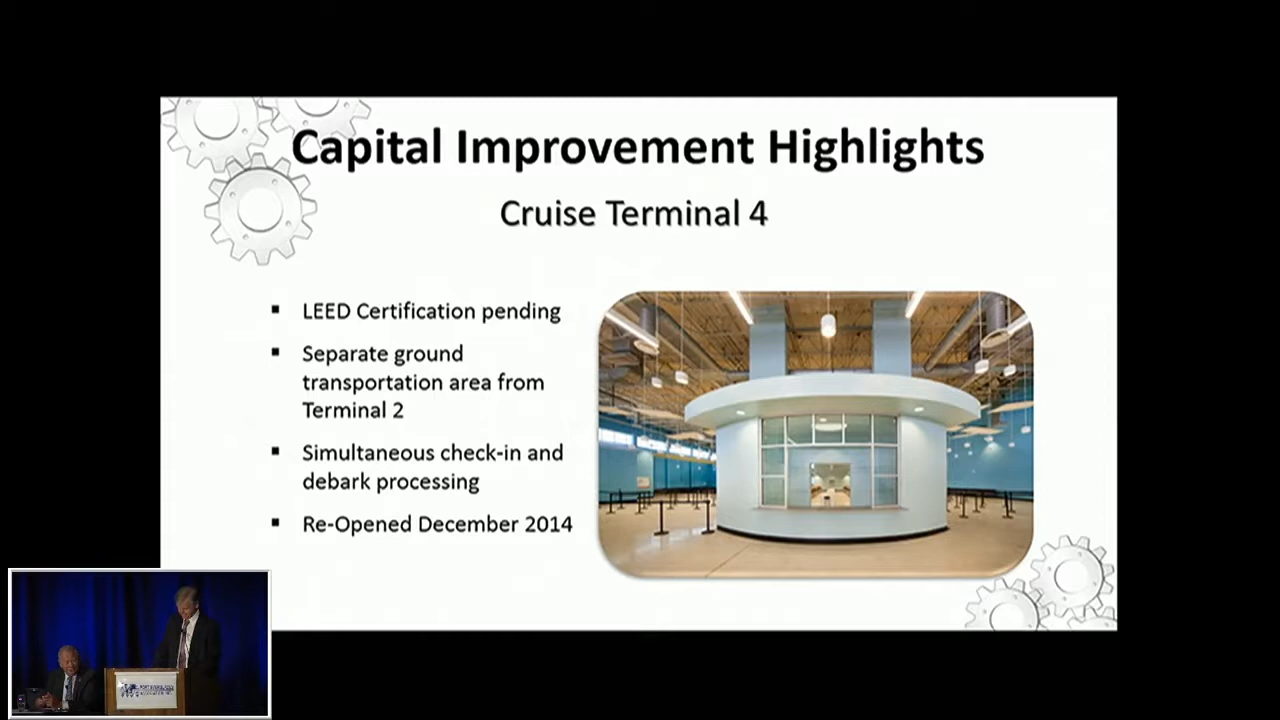 Capital Improvement Highlights
Cruise Terminal 4
▪ LEED Certification pending
▪ Separate ground
transportation area from
Terminal 2
▪ Simultaneous check-in and
debark processing
▪ Re-Opened December 2014